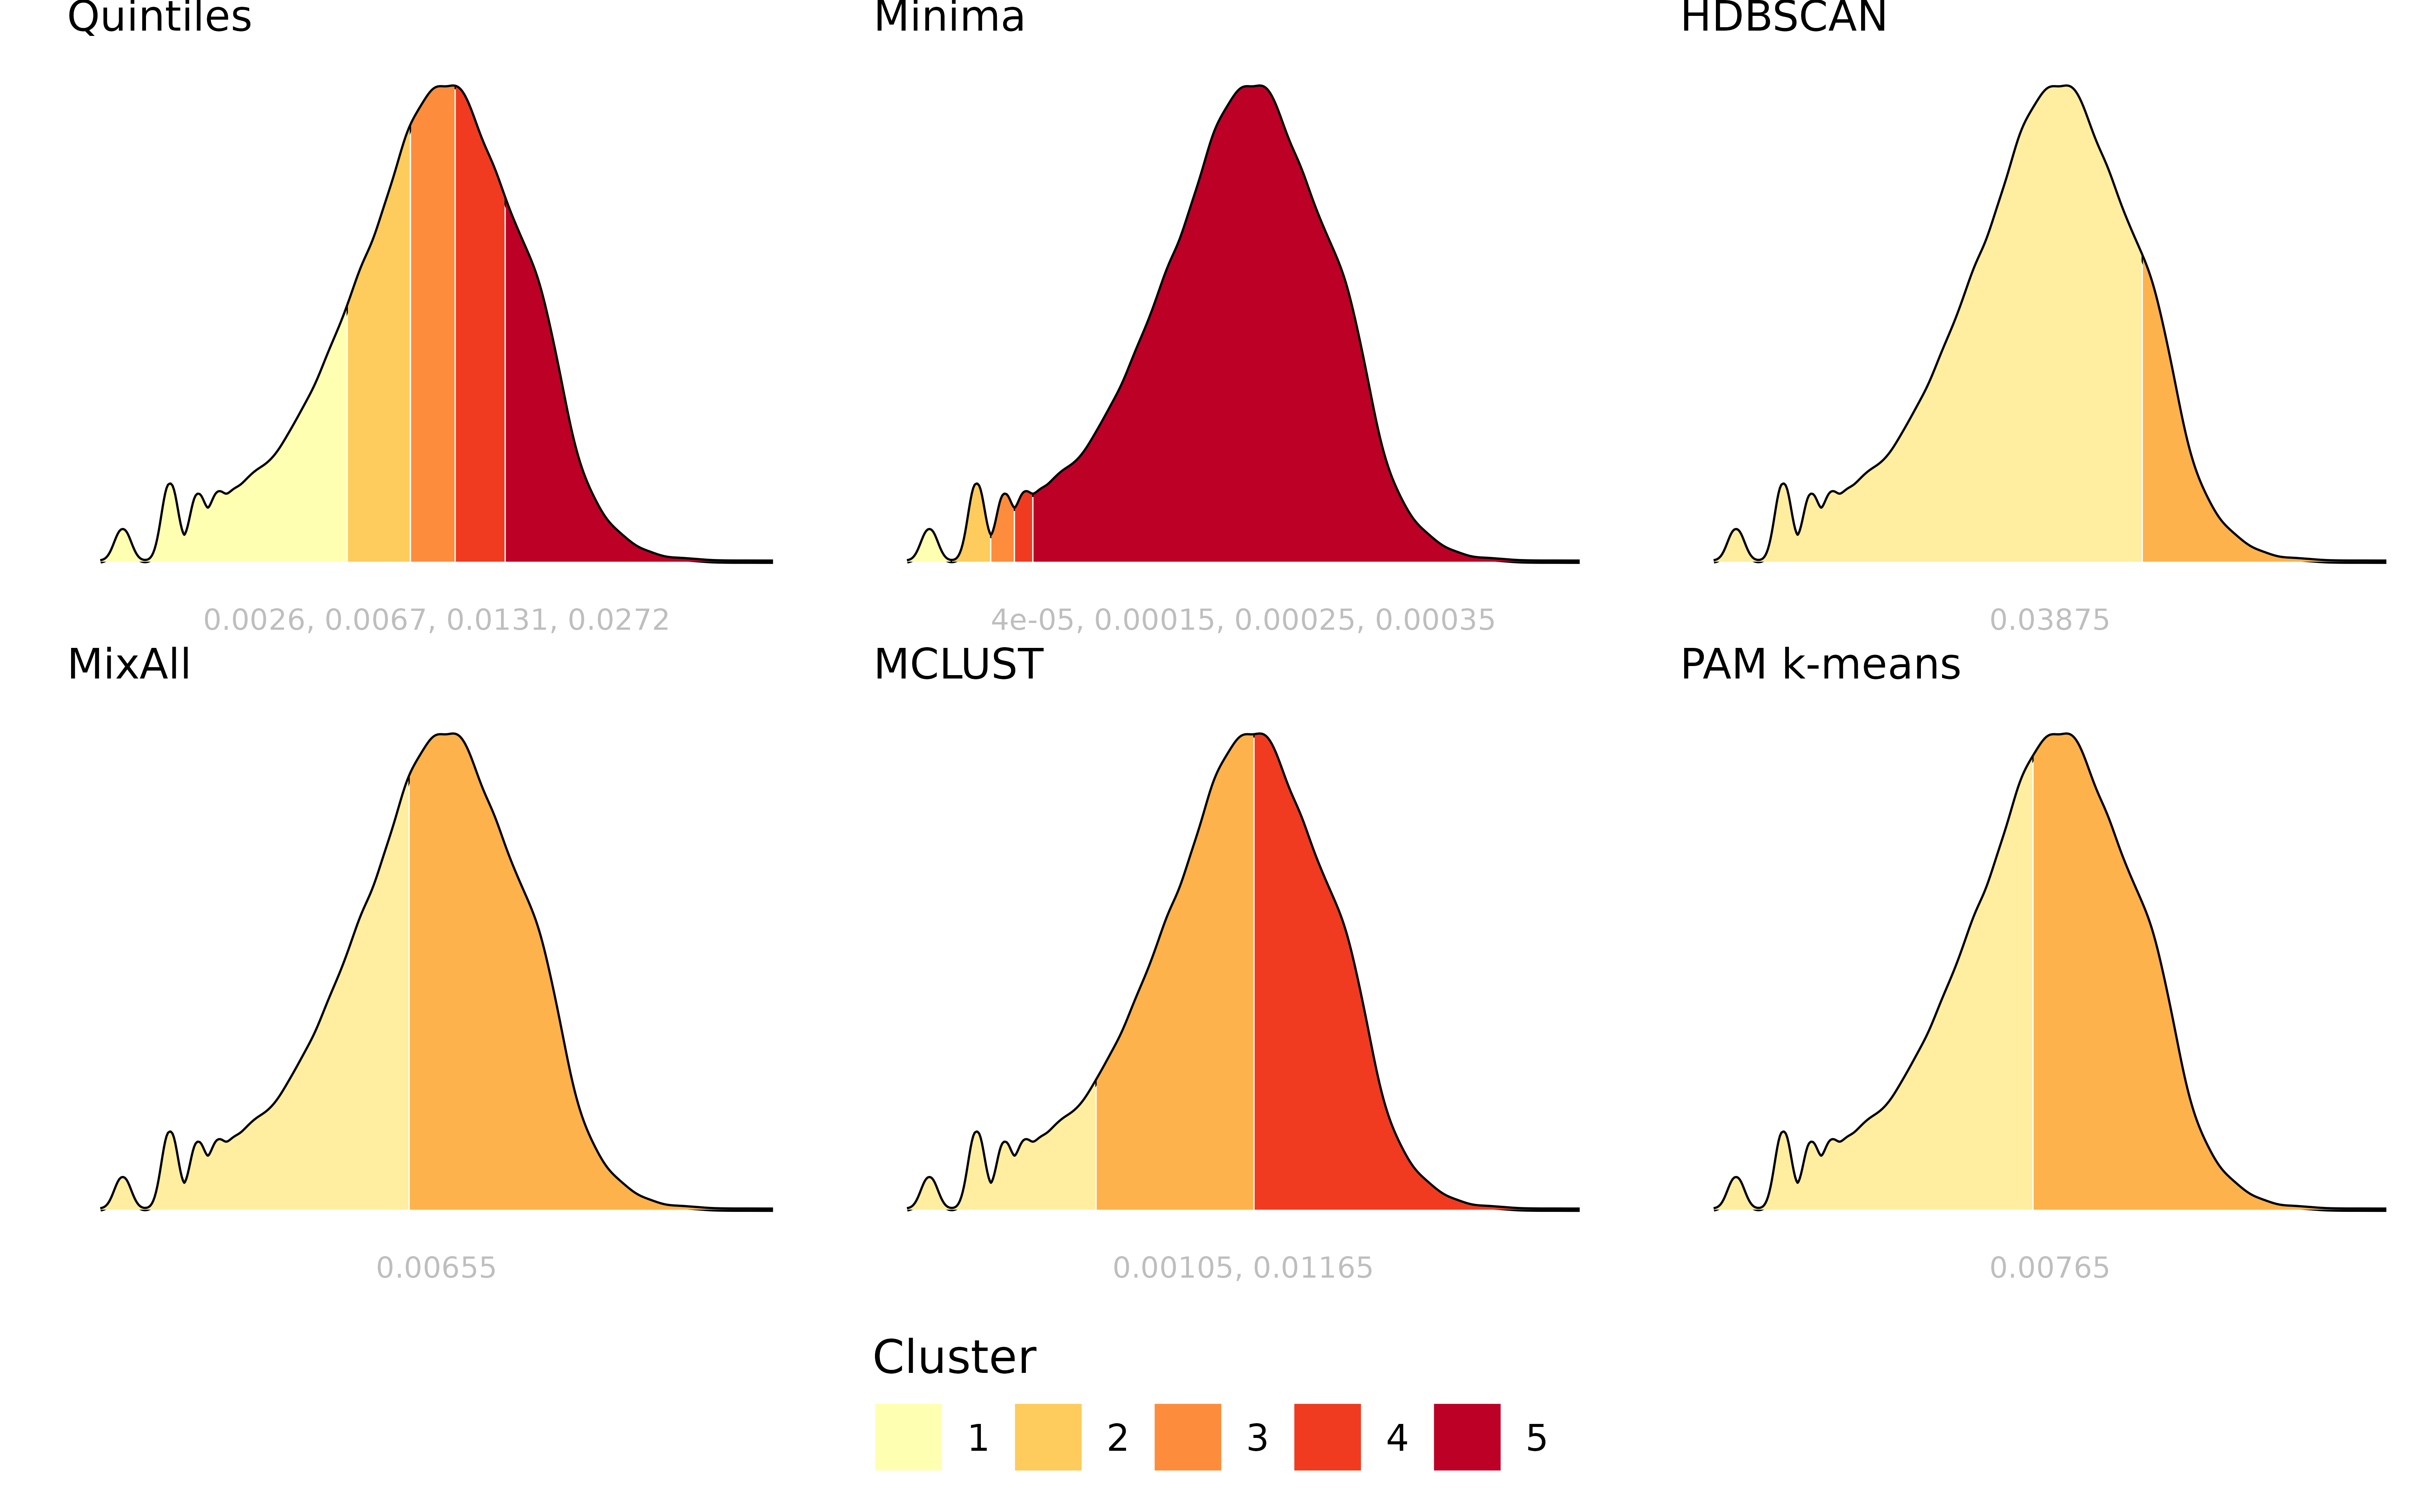 Quintiles
Minima
HDBSCAN
0.0026, 0.0067, 0.0131, 0.0272
4e-05, 0.00015, 0.00025, 0.00035
0.03875
MixAll
MCLUST
PAM k-means
0.00655
0.00105, 0.01165
0.00765
Cluster
1 2 3 4 5